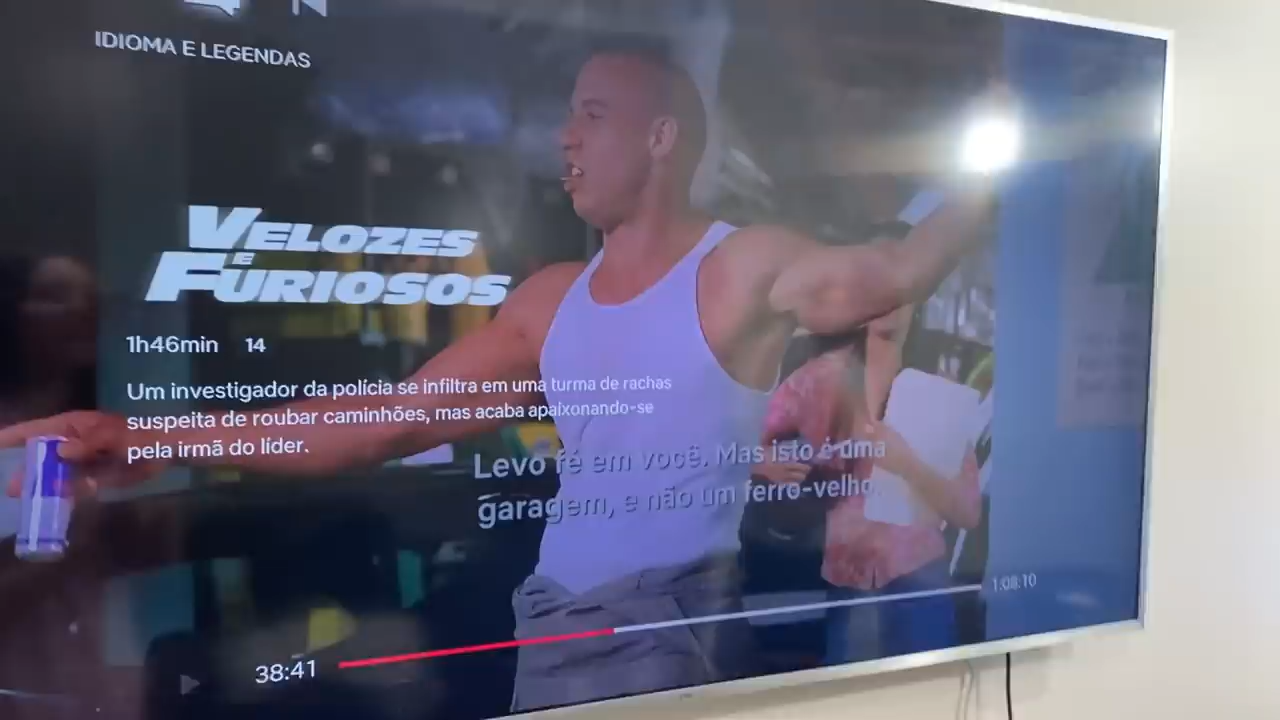 IDIOMA E LEGENDAS
VELOZES
E
FURIOSOS
1h46min 14
Um investigador da polícia se infiltra em uma turma de rachas
suspeita de roubar caminhões, mas acaba apaixonando-se
pela irmã do líder.
Levo fé em você. Mas isto é uma
garagem, e não um ferro-velho.
1:08:10
38:41